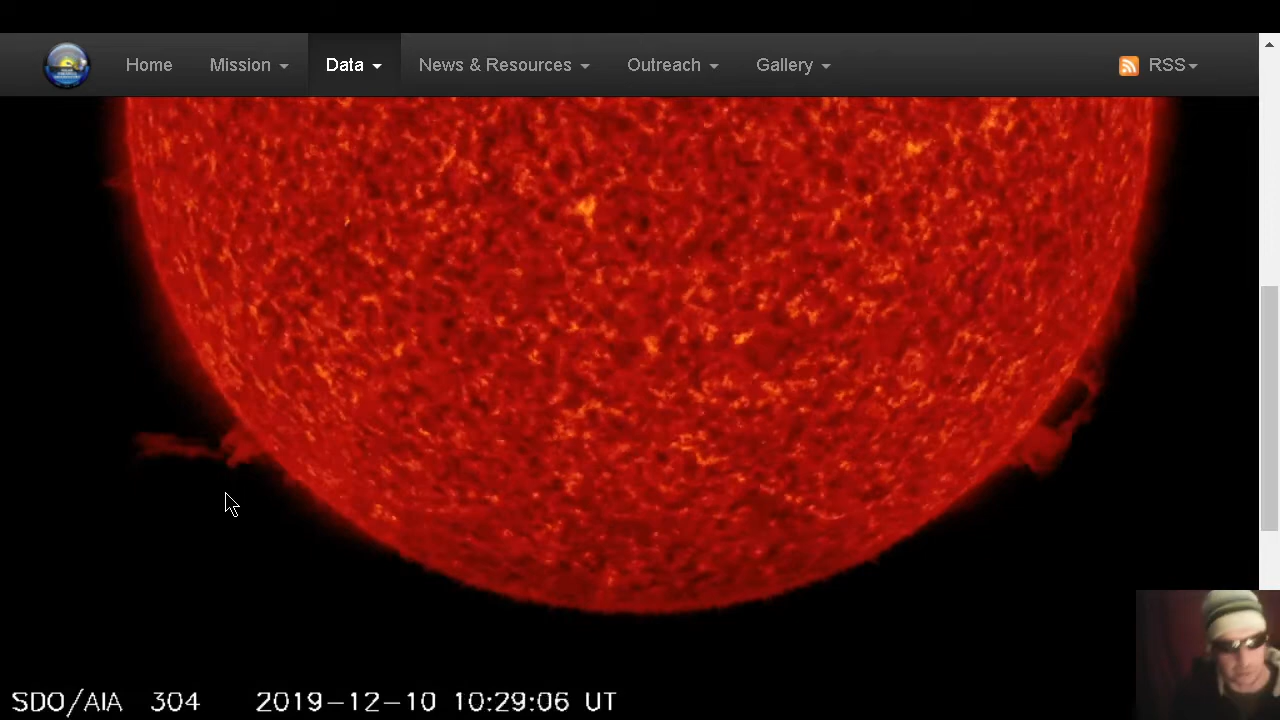 Home Mission Data News & Resources Outreach Gallery RSS
SDO/AIA 304 2019-12-10 10:29:06 UT